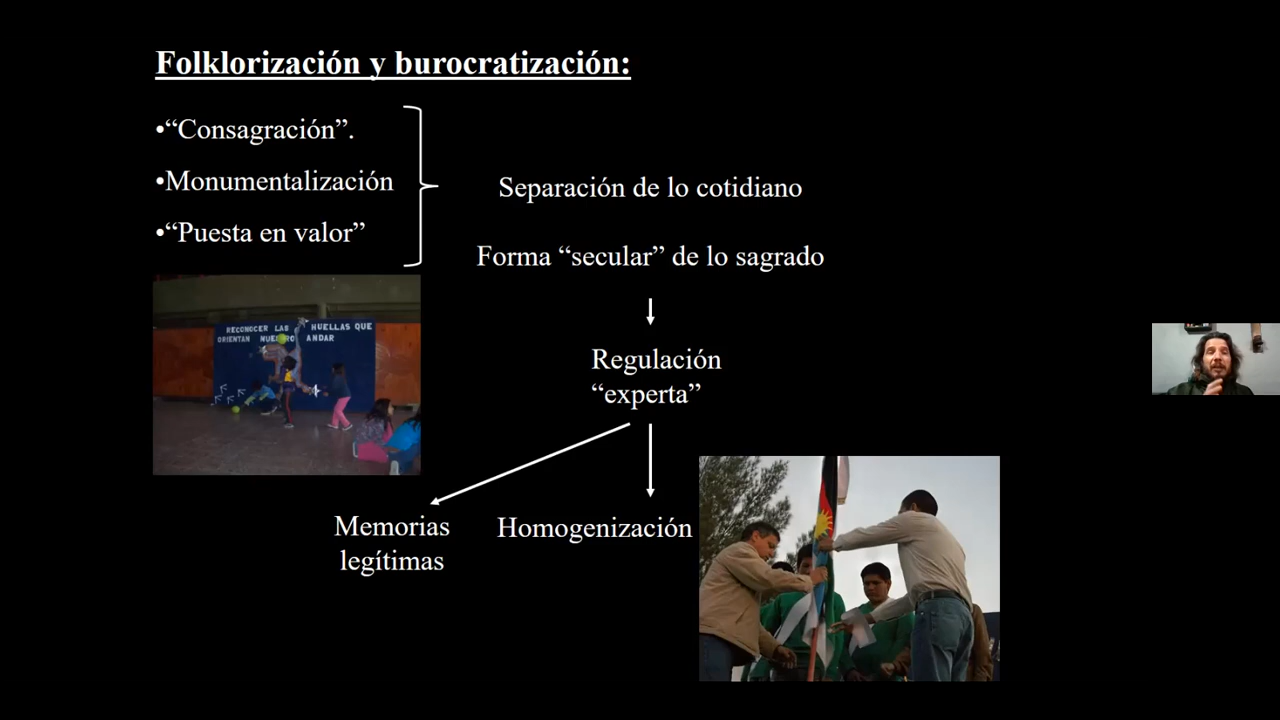 Folklorización y burocratización:
•“Consagración”.
•Monumentalización
•“Puesta en valor”
Separación de lo cotidiano
Forma “secular” de lo sagrado
Regulación
“experta”
Memorias
legítimas
Homogenización
RECONOCER LAS HUELLAS QUE
ORIENTAN NUESTRO ANDAR